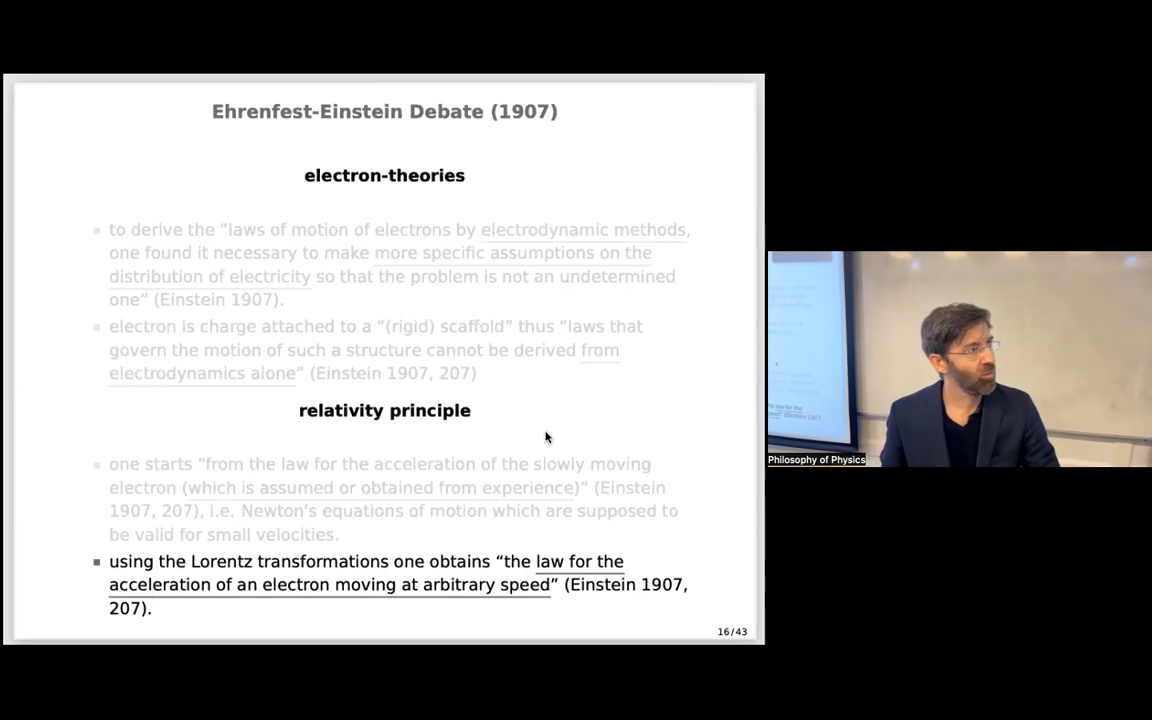 Ehrenfest-Einstein Debate (1907)
electron-theories
to derive the “laws of motion of electrons by electrodynamic methods,
one found it necessary to make more specific assumptions on the
distribution of electricity so that the problem is not an undetermined
one” (Einstein 1907).
electron is charge attached to a “(rigid) scaffold” thus “laws that
govern the motion of such a structure cannot be derived from
electrodynamics alone” (Einstein 1907, 207)
relativity principle
one starts “from the law for the acceleration of the slowly moving
electron (which is assumed or obtained from experience)” (Einstein
1907, 207), i.e. Newton’s equations of motion which are supposed to
be valid for small velocities.
using the Lorentz transformations one obtains “the law for the
acceleration of an electron moving at arbitrary speed” (Einstein 1907,
207).
16/43
Philosophy of Physics